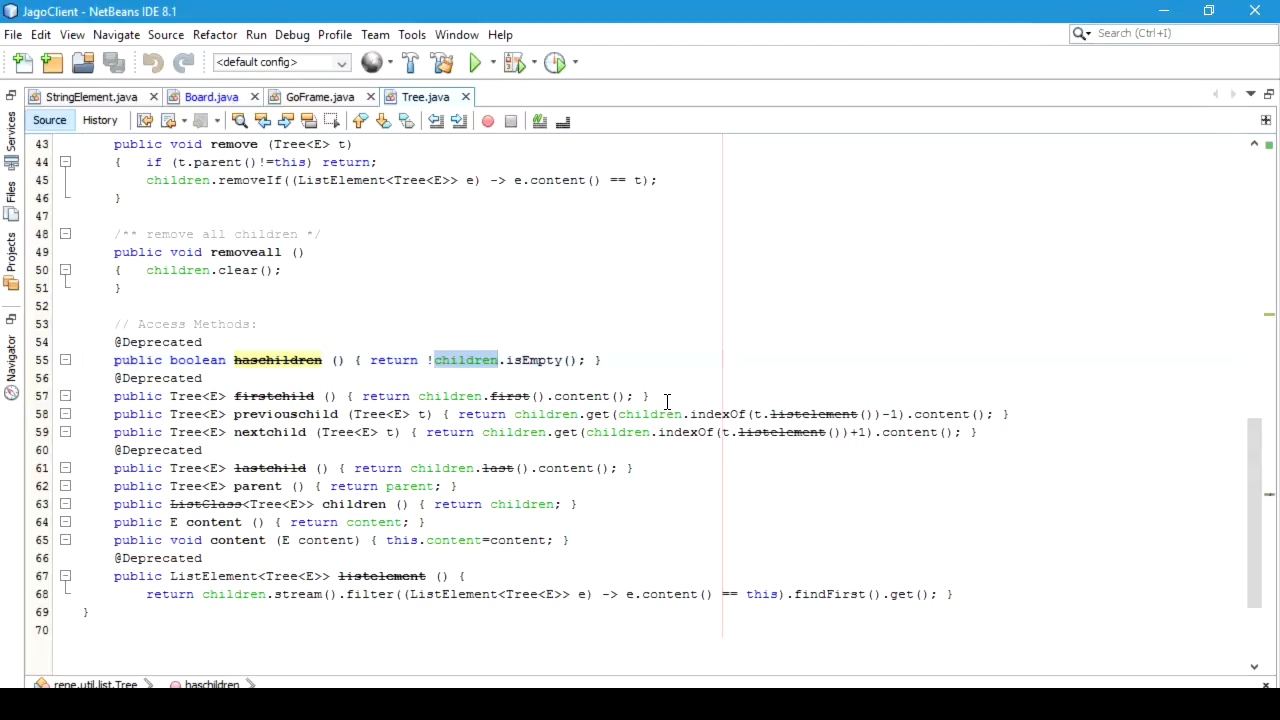 JagoClient - NetBeans IDE 8.1
File Edit View Navigate Source Refactor Run Debug Profile Team Tools Window Help
Search (Ctrl+I)
<default config>
StringElement.java Board.java GoFrame.java Tree.java
Source History
Services
Files
Projects
Navigator
43 public void remove (Tree<E> t)
44 { if (t.parent()!=this) return;
45 children.removeIf((ListElement<Tree<E>> e) -> e.content() == t);
46 }
47
48 /** remove all children */
49 public void removeall ()
50 { children.clear();
51 }
52
53 // Access Methods:
54 @Deprecated
55 public boolean haschildren () { return !children.isEmpty(); }
56 @Deprecated
57 public Tree<E> firstchild () { return children.first().content(); }
58 public Tree<E> previouschild (Tree<E> t) { return children.get(children.indexOf(t.listelement())-1).content(); }
59 public Tree<E> nextchild (Tree<E> t) { return children.get(children.indexOf(t.listelement())+1).content(); }
60 @Deprecated
61 public Tree<E> lastchild () { return children.last().content(); }
62 public Tree<E> parent () { return parent; }
63 public ListClass<Tree<E>> children () { return children; }
64 public E content () { return content; }
65 public void content (E content) { this.content=content; }
66 @Deprecated
67 public ListElement<Tree<E>> listelement () {
68 return children.stream().filter((ListElement<Tree<E>> e) -> e.content() == this).findFirst().get(); }
69 }
70
rene.util.list.Tree haschildren